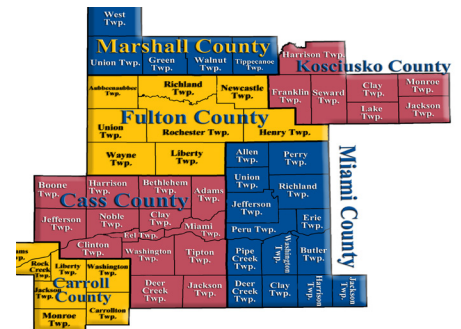 West
Twp.
Marshall County
Union Twp.
Green
Twp.
Walnut
Twp.
Tippecanoe
Twp.
Harrison Twp.
Kosciusko County
Aubbeenaubbee
Twp.
Richland
Twp.
Newcastle
Twp.
Franklin
Twp.
Seward
Twp.
Clay
Twp.
Monroe
Twp.
Lake
Twp.
Jackson
Twp.
Fulton County
Union
Twp.
Rochester Twp.
Henry Twp.
Wayne
Twp.
Liberty
Twp.
Allen
Twp.
Perry
Twp.
Miami County
Union
Twp.
Richland
Twp.
Jefferson
Twp.
Erie
Twp.
Peru Twp.
Boone
Twp.
Harrison
Twp.
Bethlehem
Twp.
Adams
Twp.
Cass County
Jefferson
Twp.
Noble
Twp.
Clay
Twp.
Miami
Twp.
Eel Twp.
Clinton
Twp.
Washington
Twp.
Tipton
Twp.
Pipe
Creek
Twp.
Washington
Twp.
Butler
Twp.
ams
Twp.
Rock
Creek
Twp.
Liberty
Twp.
Washington
Twp.
Carroll
County
Jackson
Twp.
Deer
Creek
Twp.
Jackson
Twp.
Deer
Creek
Twp.
Clay
Twp.
Harrison
Twp.
Jackson
Twp.
Monroe
Twp.
Carrollton
Twp.